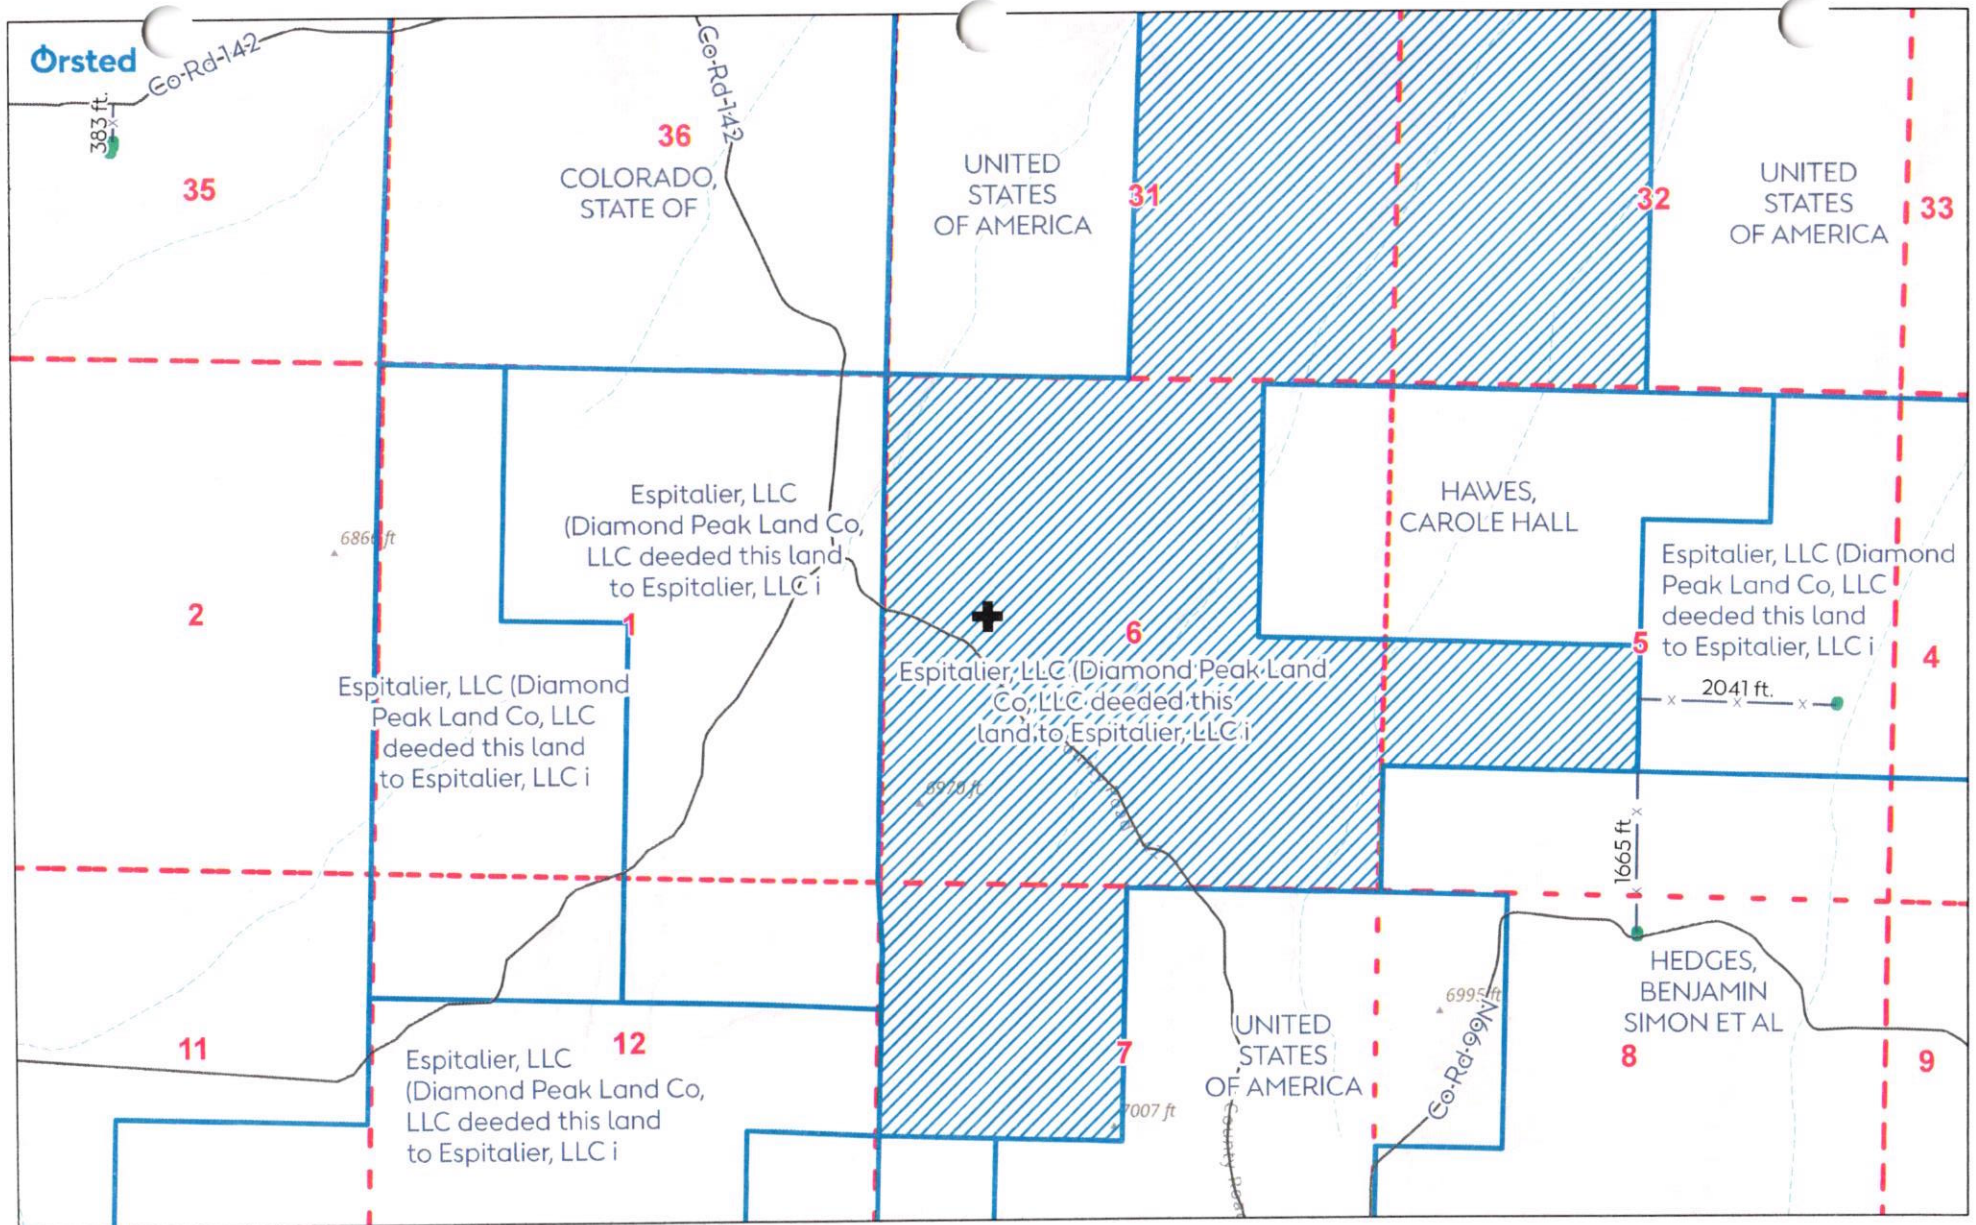 Ørsted
Co-Rd-142
Co-Rd-142
383 ft.
35
36
COLORADO,
STATE OF
UNITED
STATES
OF AMERICA
31
32
UNITED
STATES
OF AMERICA
33
Espitalier, LLC
(Diamond Peak Land Co,
LLC deeded this land
to Espitalier, LLC i
HAWES,
CAROLE HALL
6866 ft
2
1
6
5
4
Espitalier, LLC (Diamond
Peak Land Co, LLC
deeded this land
to Espitalier, LLC i
Espitalier, LLC (Diamond
Peak Land Co, LLC
deeded this land
to Espitalier, LLC i
Espitalier, LLC (Diamond Peak Land
Co, LLC deeded this
land to Espitalier, LLC i
2041 ft.
6970 ft
1665 ft
HEDGES,
BENJAMIN
SIMON ET AL
6995 ft
Co-Rd-99N
UNITED
STATES
OF AMERICA
11
12
7
8
9
Espitalier, LLC
(Diamond Peak Land Co,
LLC deeded this land
to Espitalier, LLC i
7007 ft
County Road